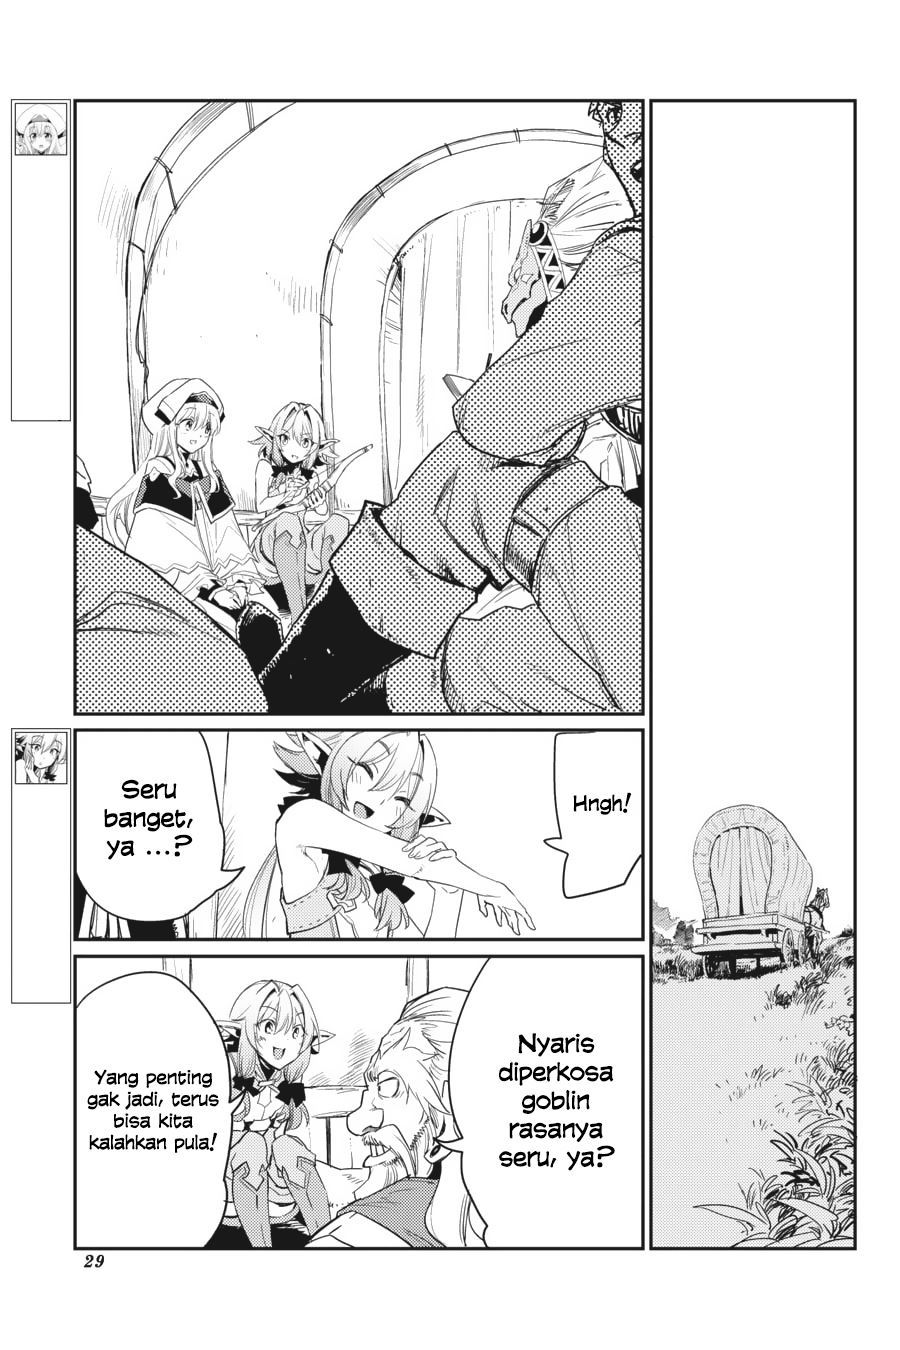 Hngh!
Seru
banget,
ya ...?
Nyaris
diperkosa
goblin
rasanya
seru, ya?
Yang penting
gak jadi, terus
bisa kita
kalahkan pula!
29